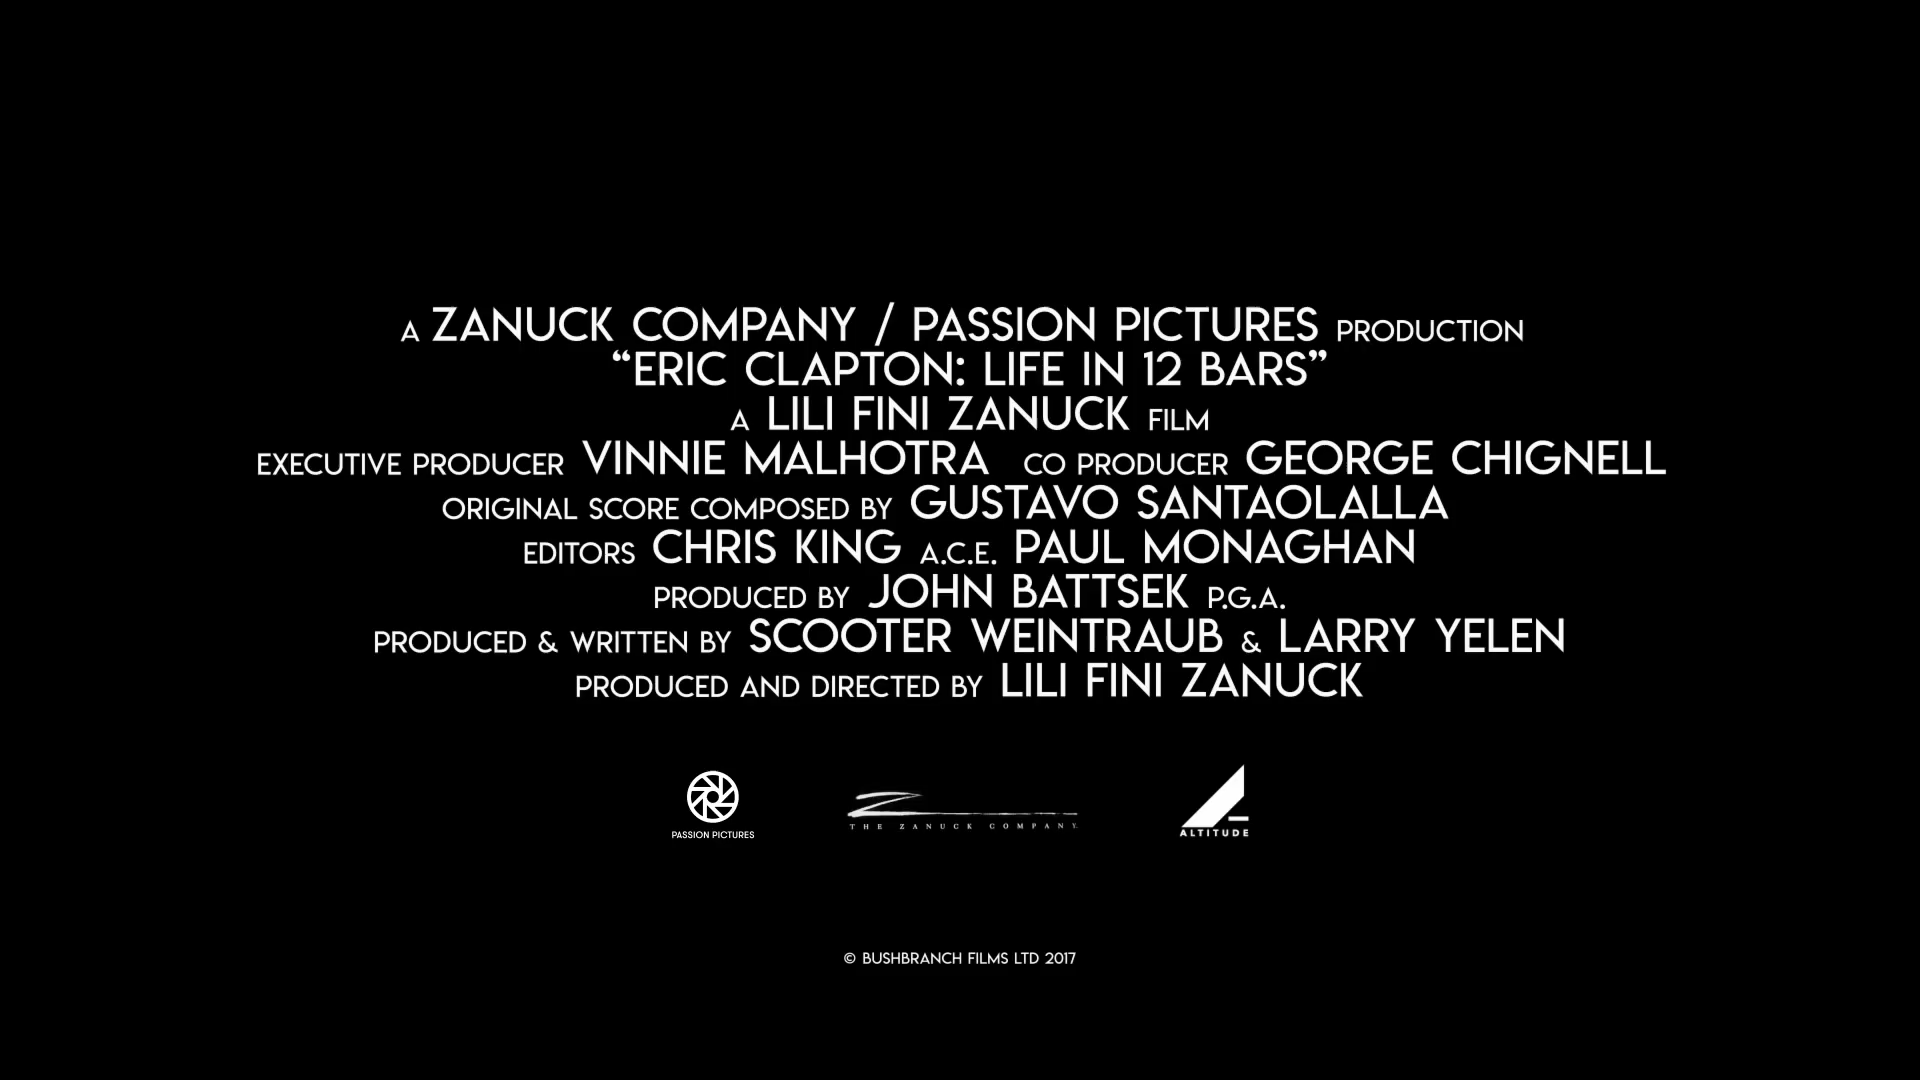 A ZANUCK COMPANY / PASSION PICTURES PRODUCTION
“ERIC CLAPTON: LIFE IN 12 BARS”
A LILI FINI ZANUCK FILM
EXECUTIVE PRODUCER VINNIE MALHOTRA CO PRODUCER GEORGE CHIGNELL
ORIGINAL SCORE COMPOSED BY GUSTAVO SANTAOLALLA
EDITORS CHRIS KING A.C.E. PAUL MONAGHAN
PRODUCED BY JOHN BATTSEK P.G.A.
PRODUCED & WRITTEN BY SCOOTER WEINTRAUB & LARRY YELEN
PRODUCED AND DIRECTED BY LILI FINI ZANUCK
PASSION PICTURES
Z
THE ZANUCK COMPANY
ALTITUDE
© BUSHBRANCH FILMS LTD 2017